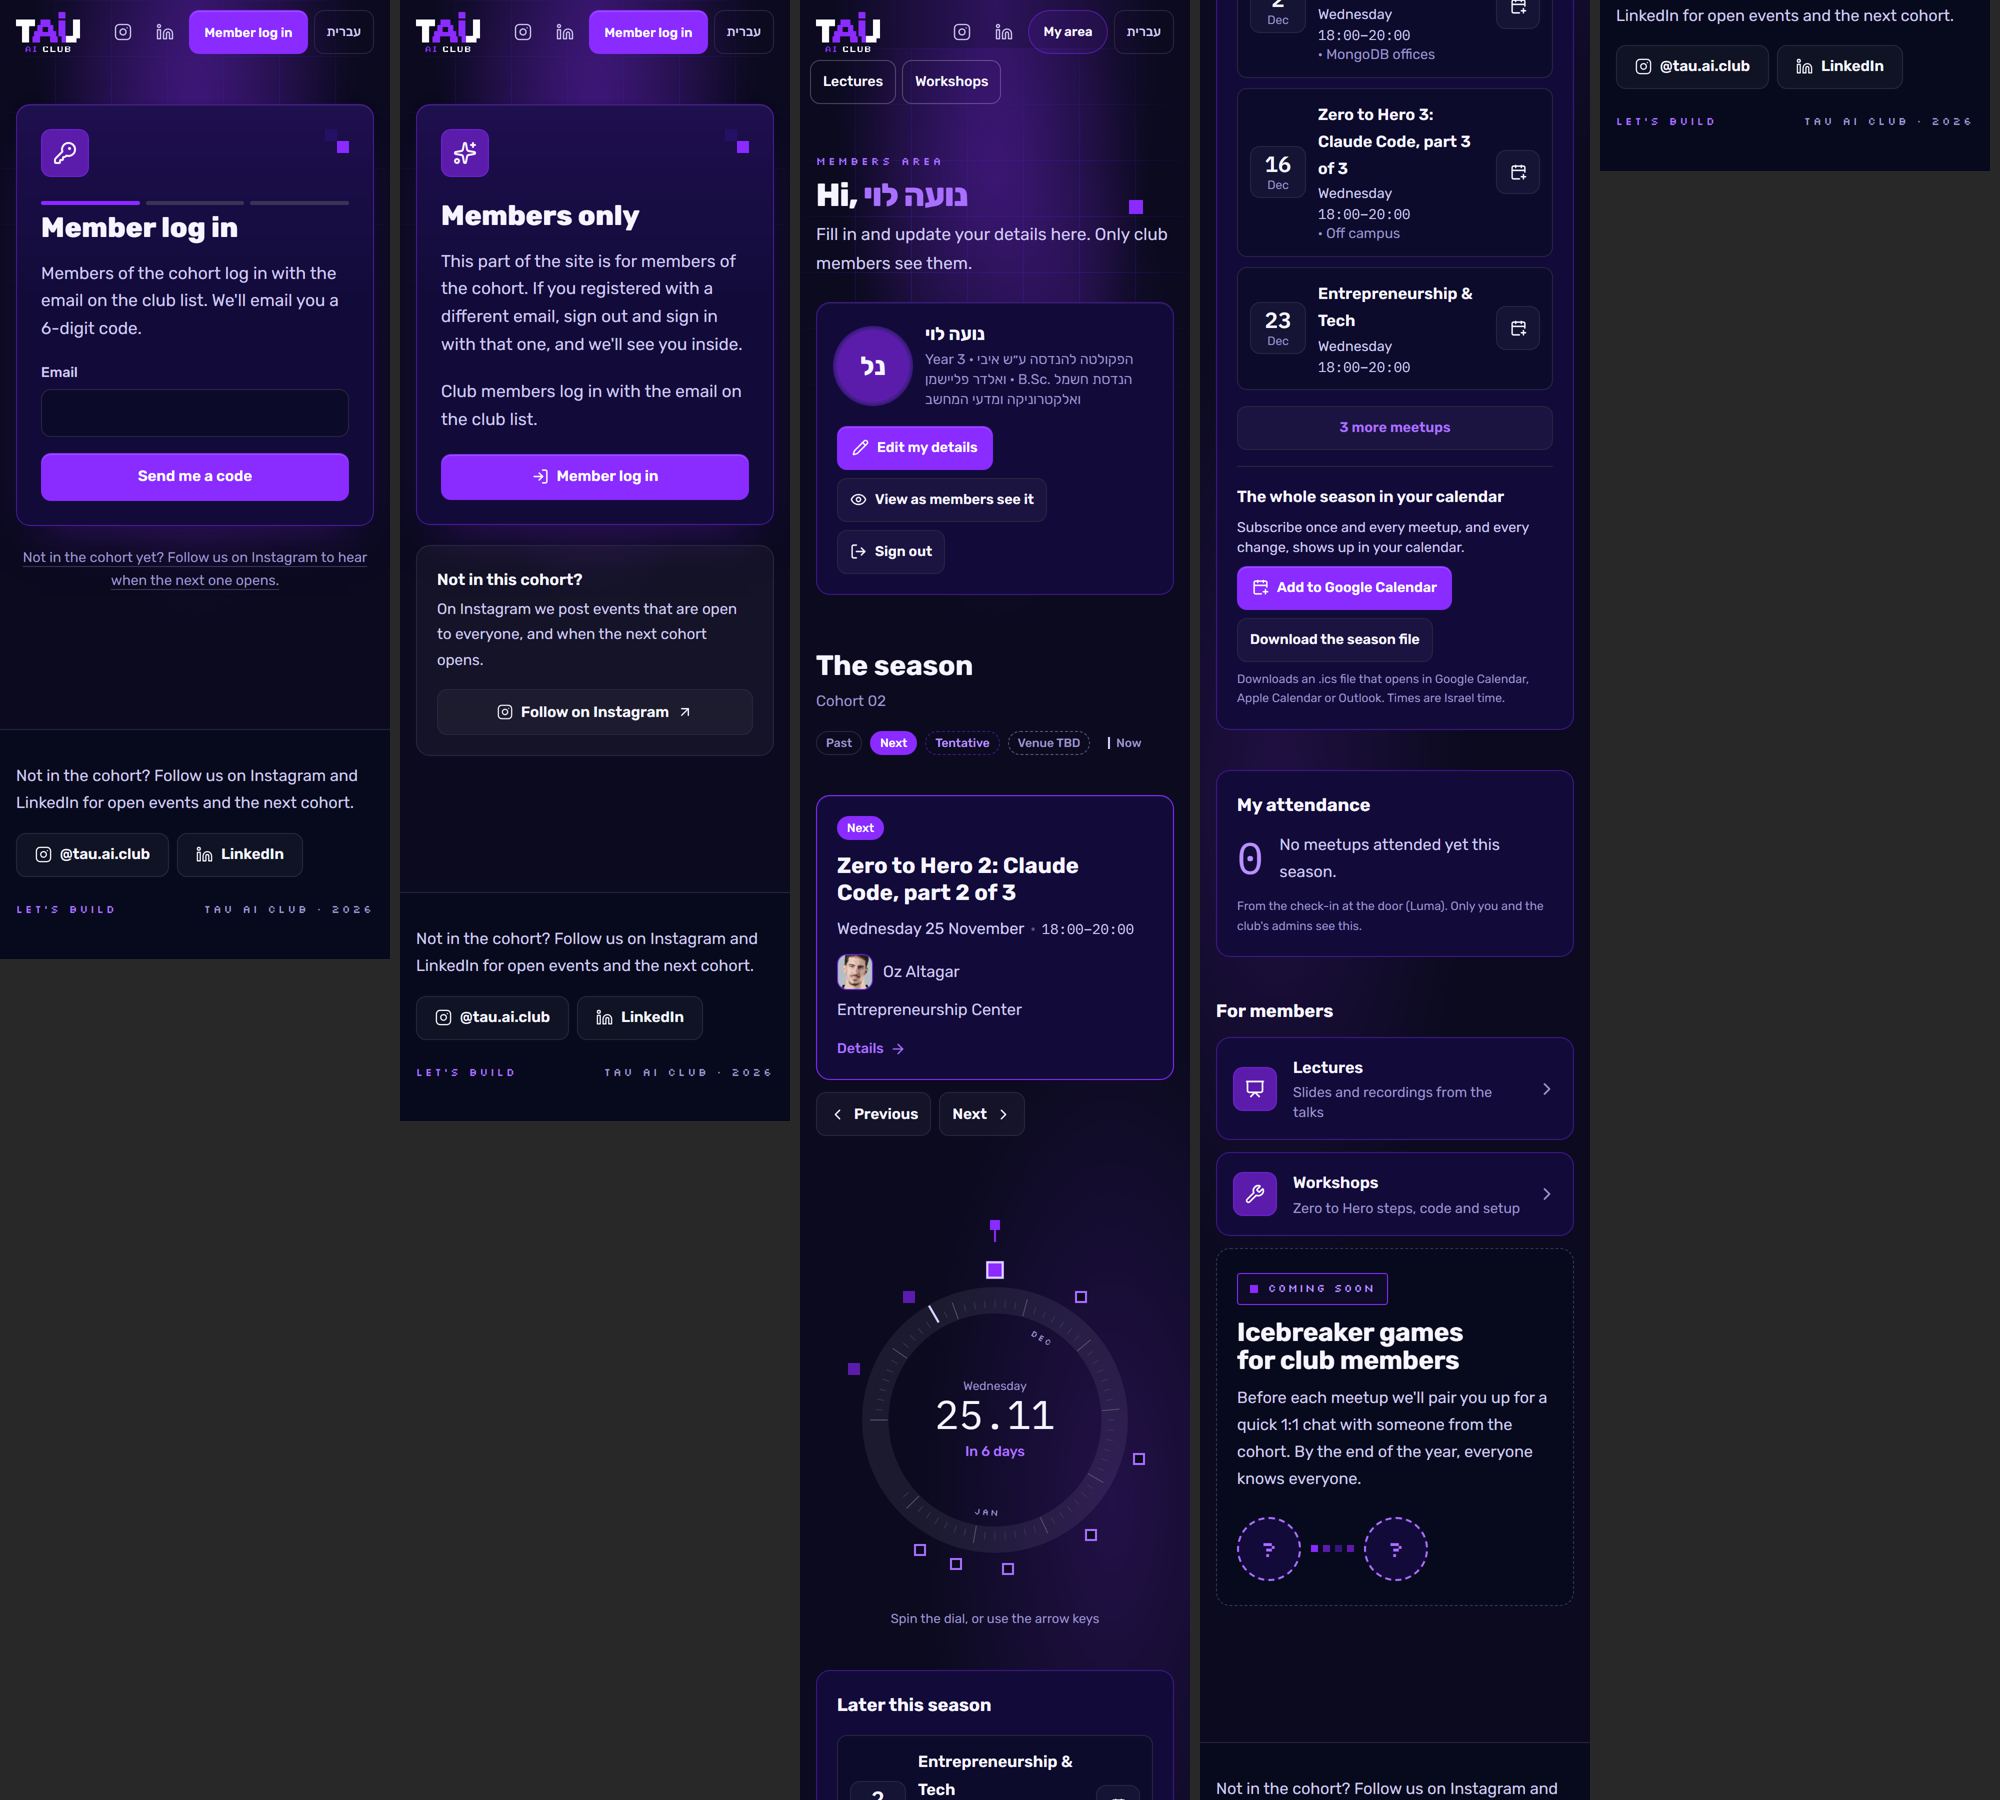 TAU
AI CLUB
Member log in
עברית
Member log in
Members of the cohort log in with the
email on the club list. We'll email you a
6-digit code.
Email
Send me a code
Not in the cohort yet? Follow us on Instagram to hear
when the next one opens.
Not in the cohort? Follow us on Instagram and
LinkedIn for open events and the next cohort.
@tau.ai.club
LinkedIn
LET'S BUILD
TAU AI CLUB · 2026
TAU
AI CLUB
Member log in
עברית
Members only
This part of the site is for members of
the cohort. If you registered with a
different email, sign out and sign in
with that one, and we'll see you inside.
Club members log in with the email on
the club list.
Member log in
Not in this cohort?
On Instagram we post events that are open
to everyone, and when the next cohort
opens.
Follow on Instagram
Not in the cohort? Follow us on Instagram and
LinkedIn for open events and the next cohort.
@tau.ai.club
LinkedIn
LET'S BUILD
TAU AI CLUB · 2026
TAU
AI CLUB
My area
עברית
Lectures
Workshops
MEMBERS AREA
Hi, נועה לוי
Fill in and update your details here. Only club
members see them.
נל
נועה לוי
Year 3 • הפקולטה להנדסה ע״ש איבי
ואלדר פליישמן • B.Sc. הנדסת חשמל
ואלקטרוניקה ומדעי המחשב
Edit my details
View as members see it
Sign out
The season
Cohort 02
Past
Next
Tentative
Venue TBD
Now
Next
Zero to Hero 2: Claude
Code, part 2 of 3
Wednesday 25 November • 18:00–20:00
Oz Altagar
Entrepreneurship Center
Details
Previous
Next
DEC
Wednesday
25.11
In 6 days
JAN
Spin the dial, or use the arrow keys
Later this season
Entrepreneurship &
Tech
2
Dec
Wednesday
18:00–20:00
• MongoDB offices
Zero to Hero 3:
Claude Code, part 3
of 3
16
Dec
Wednesday
18:00–20:00
• Off campus
Entrepreneurship &
Tech
23
Dec
Wednesday
18:00–20:00
3 more meetups
The whole season in your calendar
Subscribe once and every meetup, and every
change, shows up in your calendar.
Add to Google Calendar
Download the season file
Downloads an .ics file that opens in Google Calendar,
Apple Calendar or Outlook. Times are Israel time.
My attendance
0
No meetups attended yet this
season.
From the check-in at the door (Luma). Only you and the
club's admins see this.
For members
Lectures
Slides and recordings from the
talks
Workshops
Zero to Hero steps, code and setup
COMING SOON
Icebreaker games
for club members
Before each meetup we'll pair you up for a
quick 1:1 chat with someone from the
cohort. By the end of the year, everyone
knows everyone.
?
?
Not in the cohort? Follow us on Instagram and
LinkedIn for open events and the next cohort.
@tau.ai.club
LinkedIn
LET'S BUILD
TAU AI CLUB · 2026